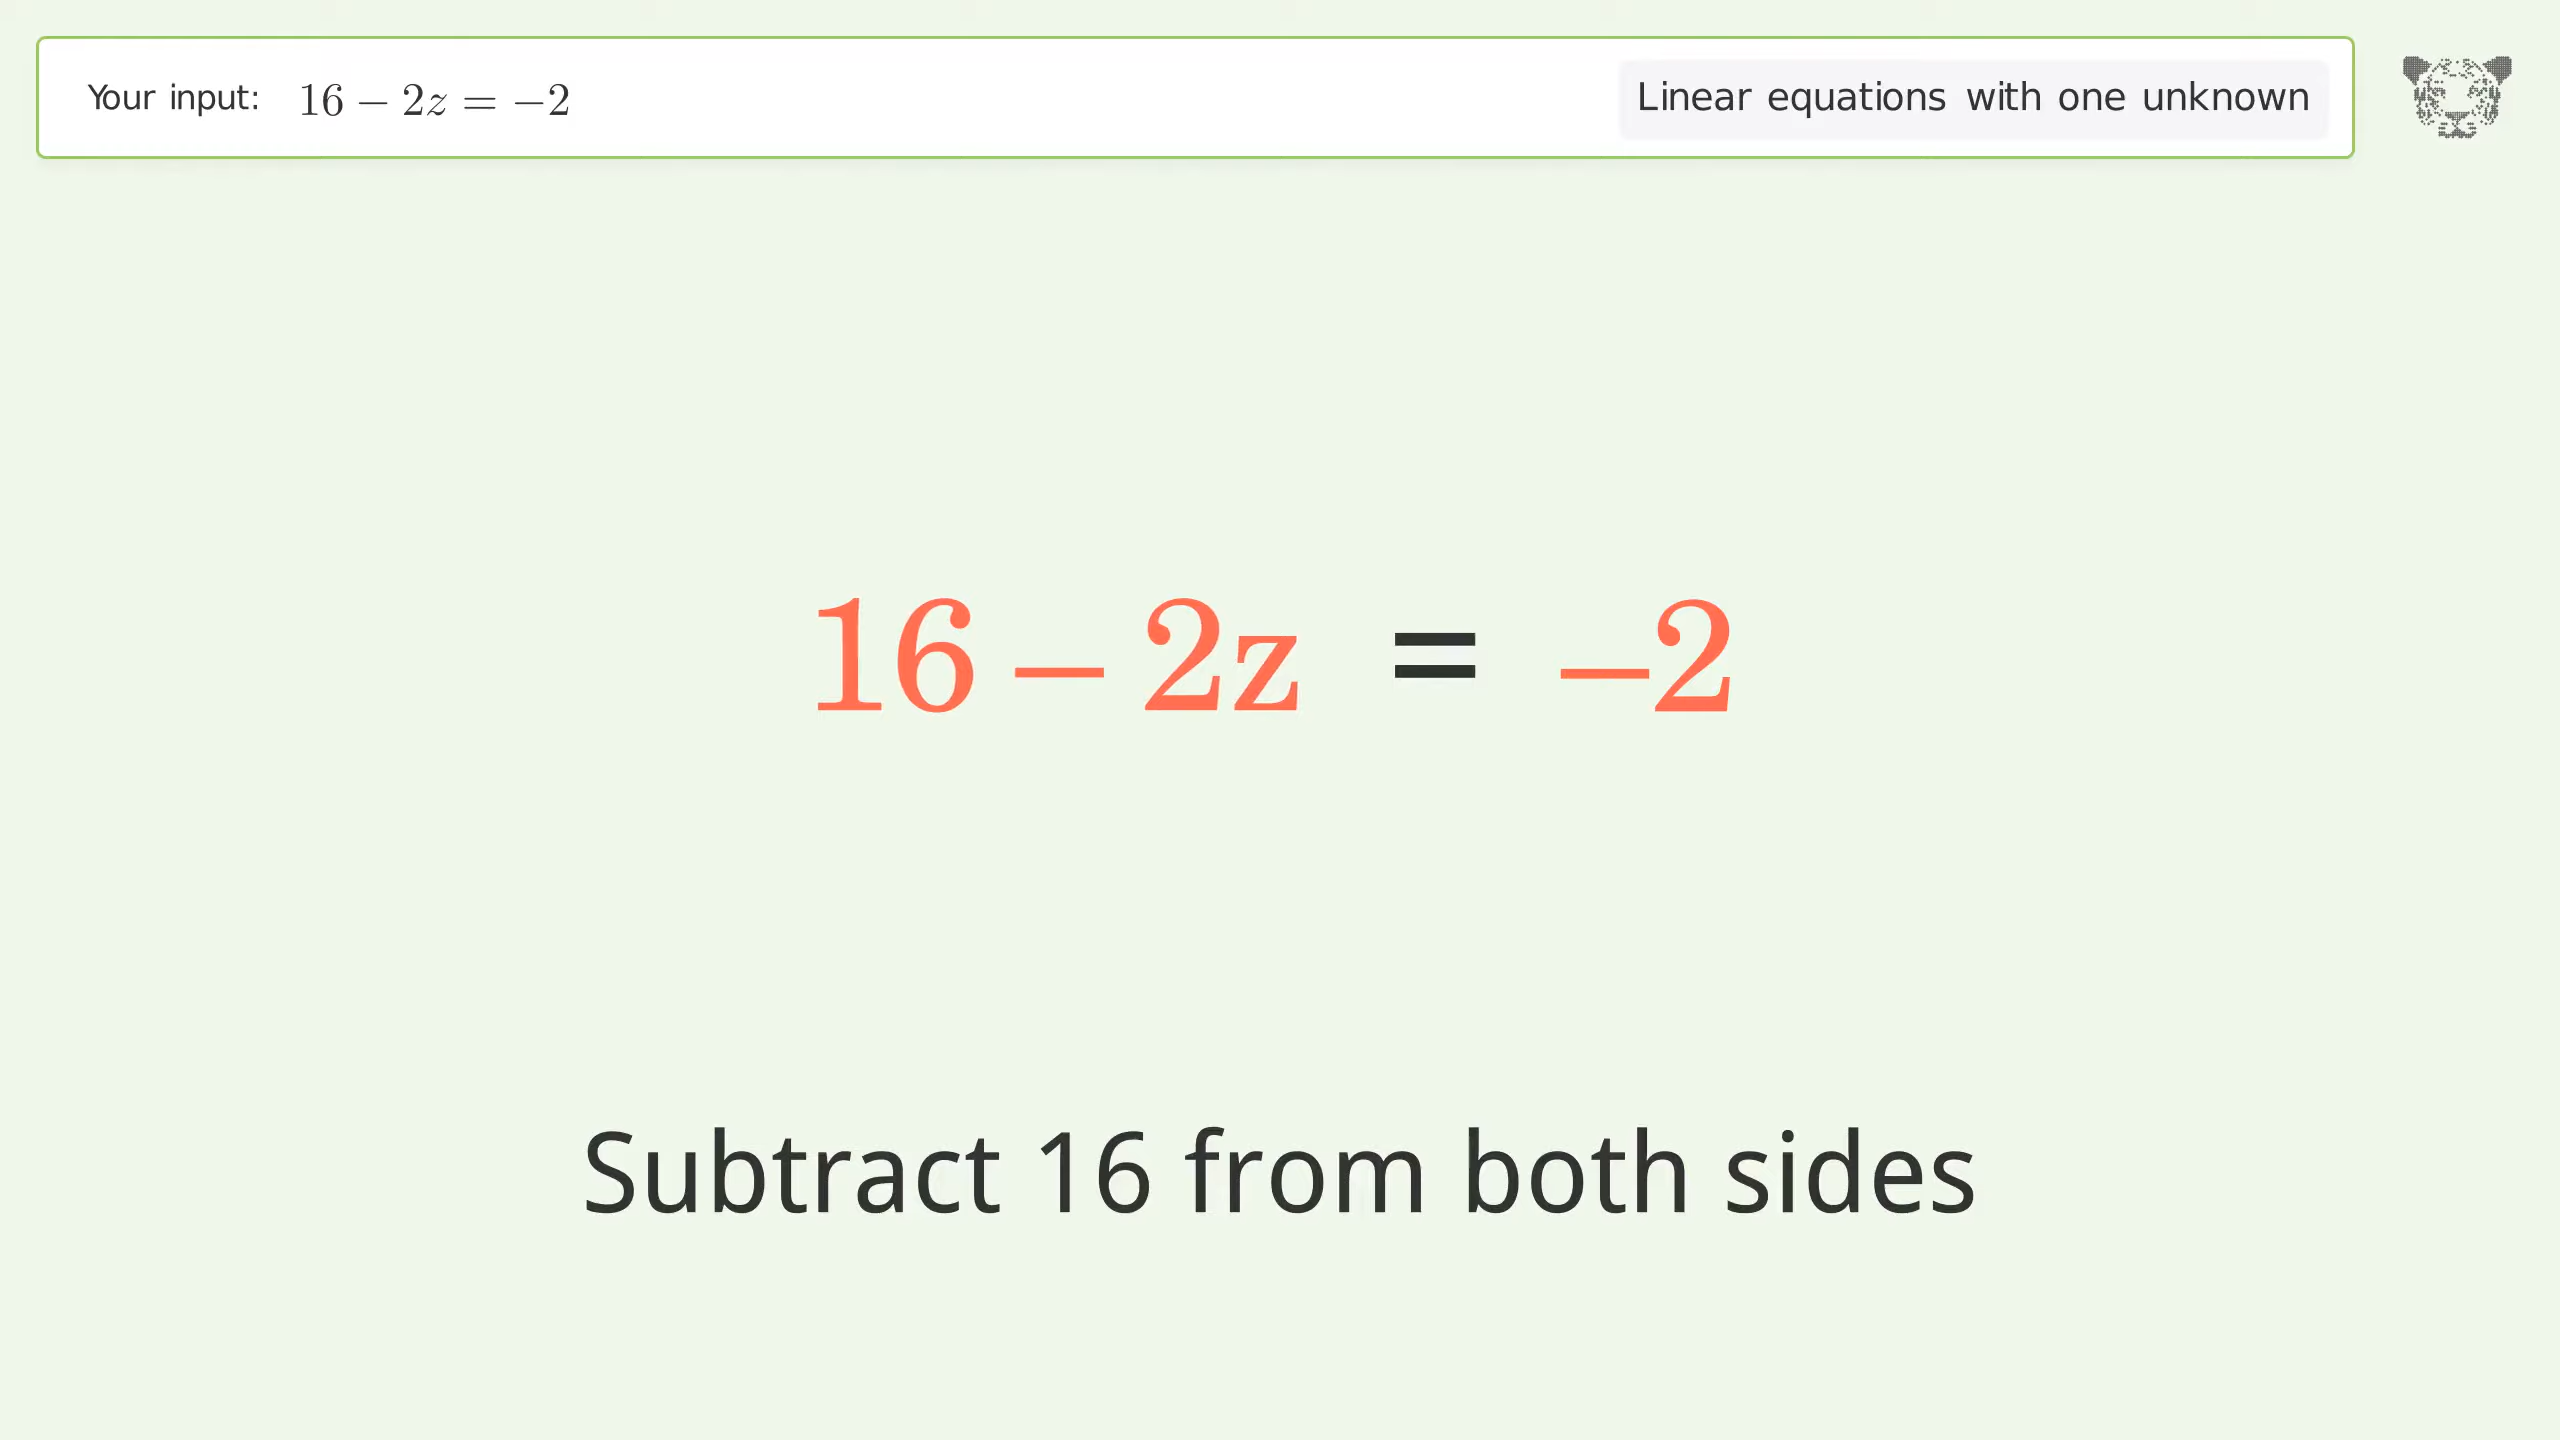 Your input: 16 − 2z = −2
Linear equations with one unknown
16 − 2z = −2
Subtract 16 from both sides